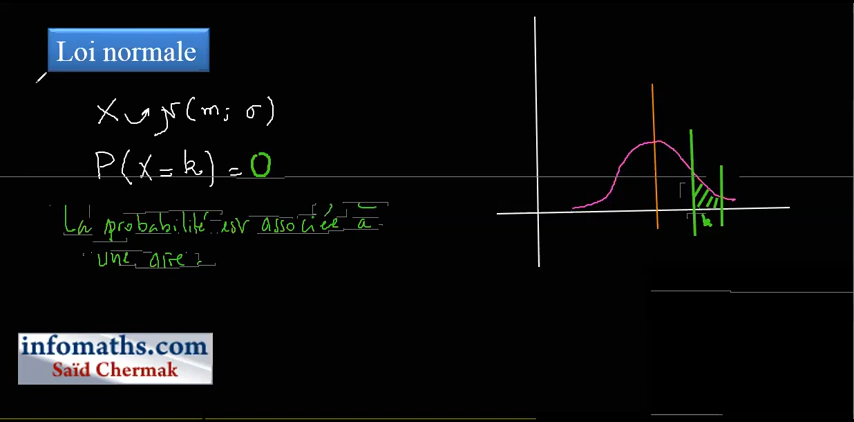 Loi normale
X ↝ N(m; σ)
P(X = k) = 0
La probabilité est associée à
une aire.
k
infomaths.com
Saïd Chermak